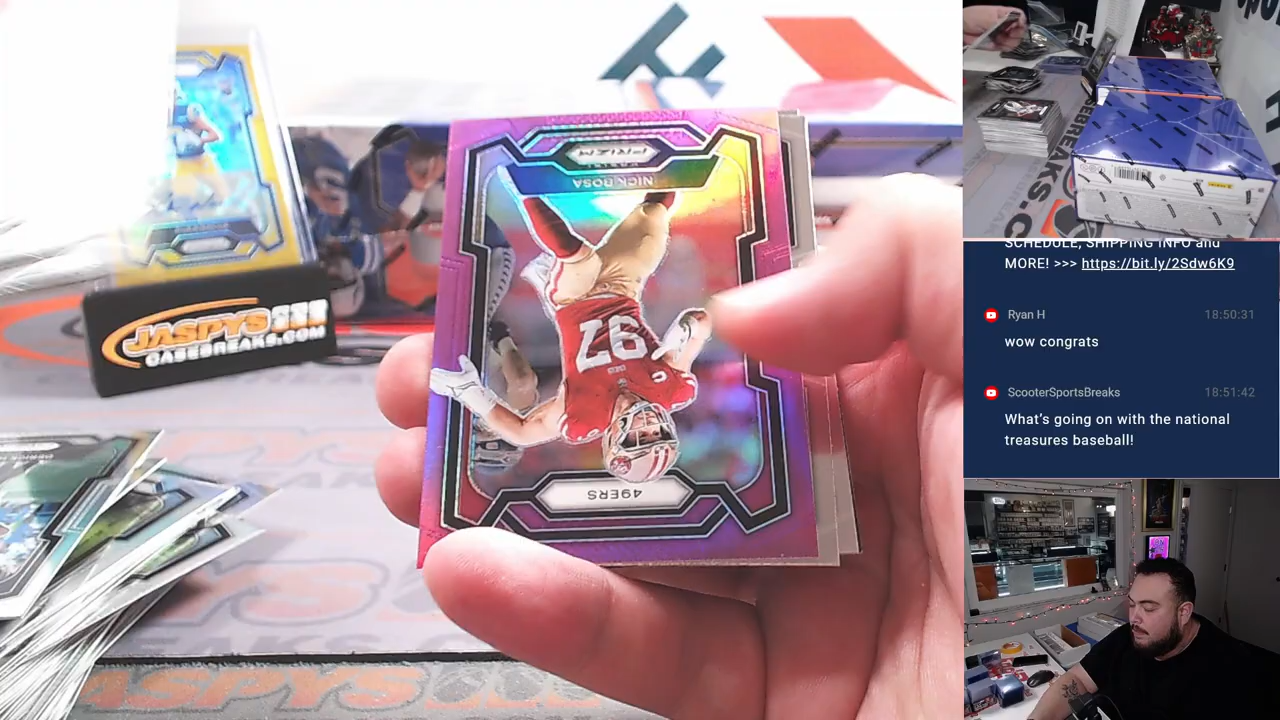 PRIZM
NICK BOSA
97
49ERS
JASPYS
CASEBREAKS.COM
SCHEDULE, SHIPPING INFO and
MORE! >>> https://bit.ly/2Sdw6K9
Ryan H 18:50:31
wow congrats
ScooterSportsBreaks 18:51:42
What's going on with the national
treasures baseball!
JASPYS